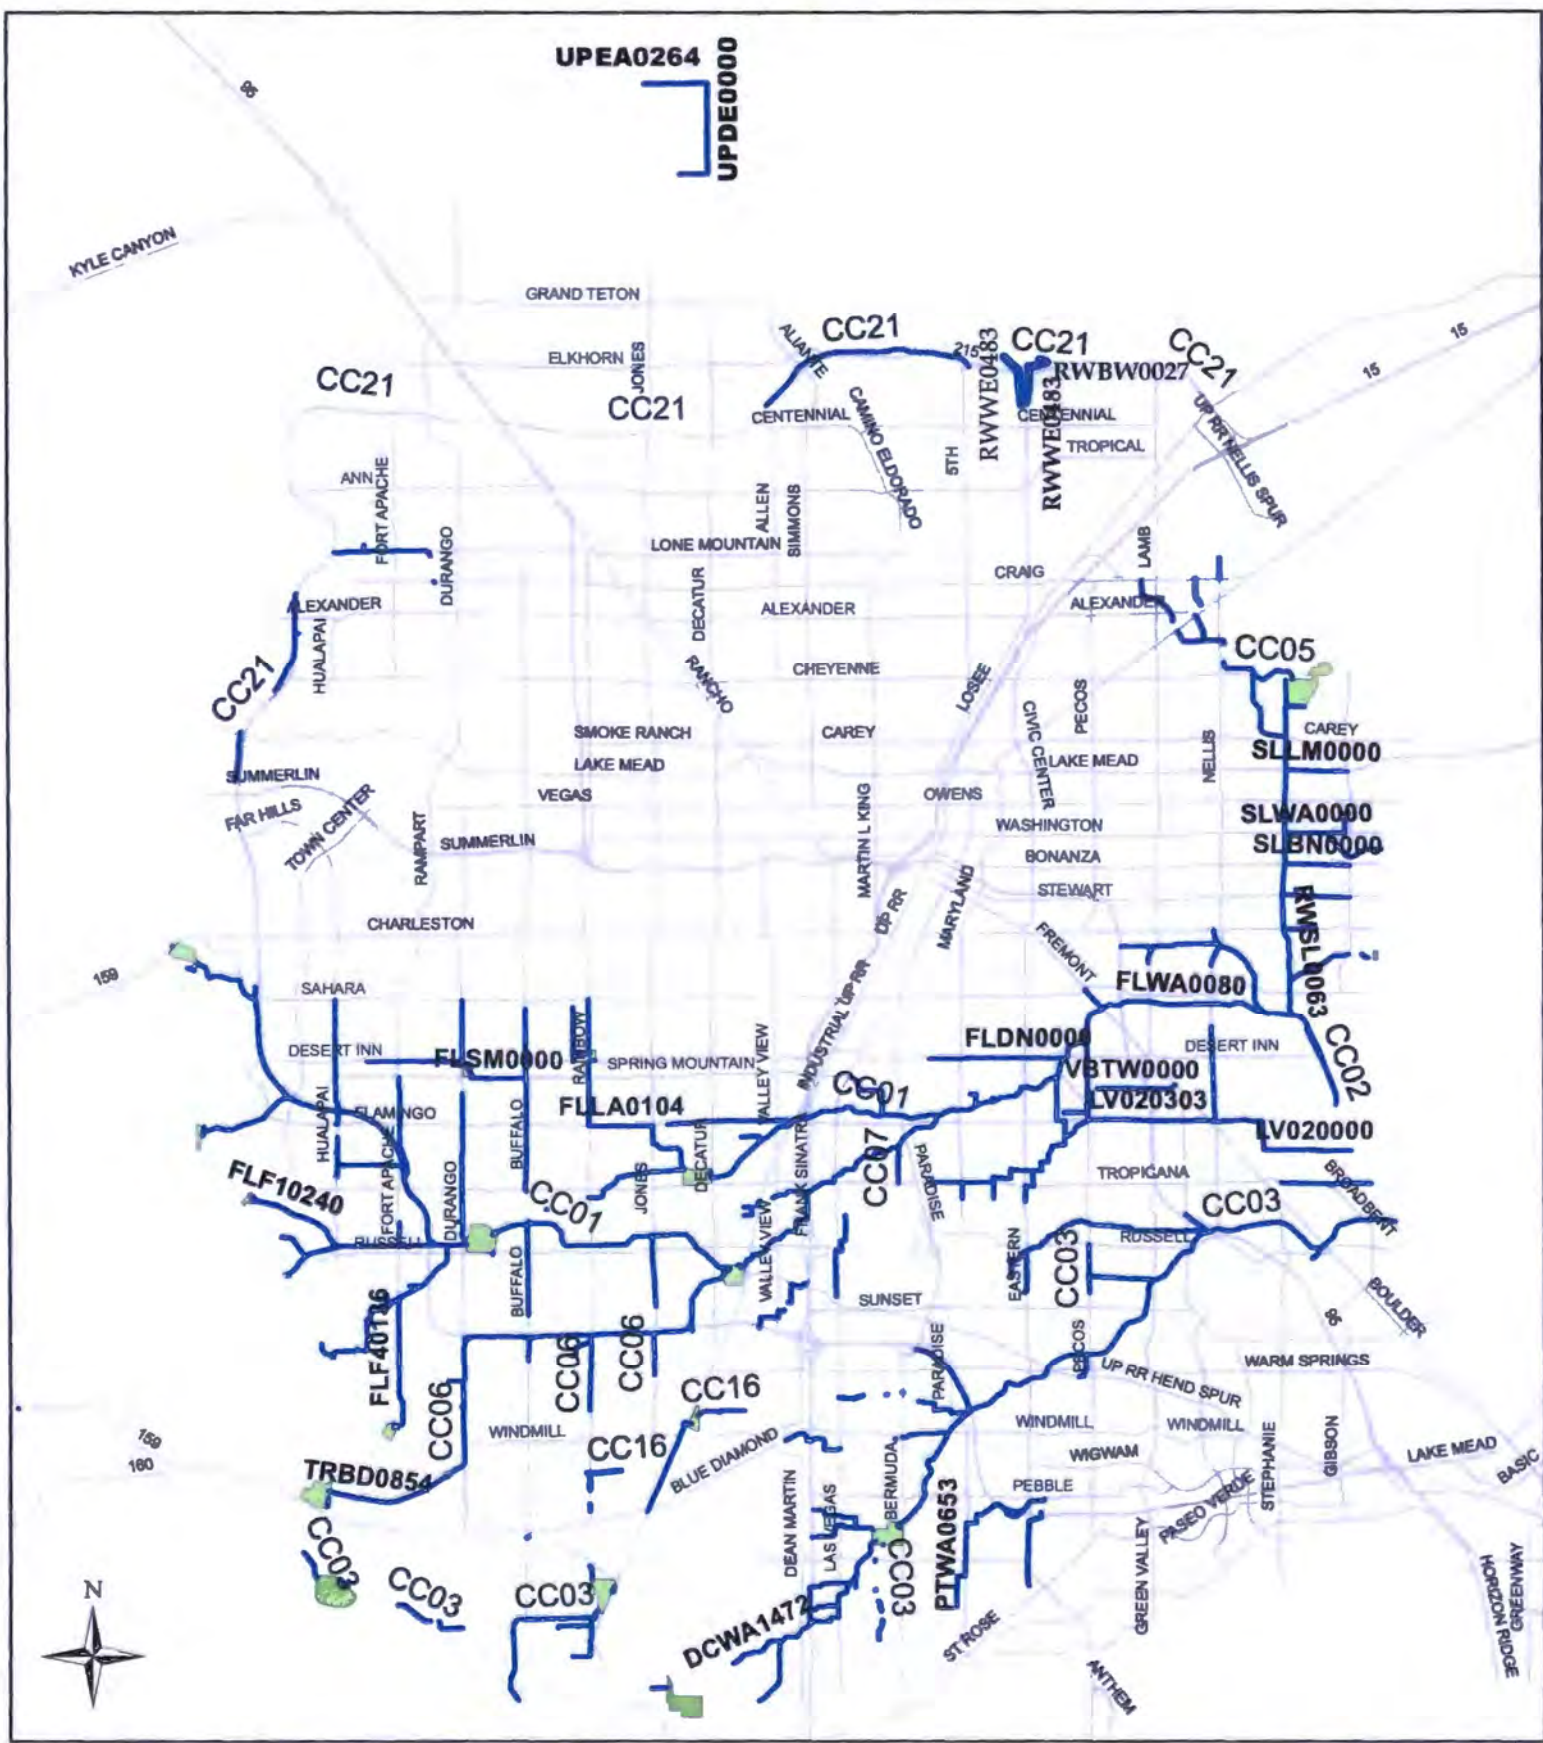 UPEA0264
UPDE0000
95
KYLE CANYON
GRAND TETON
ELKHORN
JONES
ALIANTE
CC21
215
RWWE0483
CC21
RWBW0027
CC21
15
15
CC21
CC21
CENTENNIAL
CAMINO ELDORADO
CENTENNIAL
RWWE0483
TROPICAL
UP RR NELLIS SPUR
5TH
ANN
FORT APACHE
ALLEN
SIMMONS
DURANGO
LONE MOUNTAIN
LAMB
CRAIG
DECATUR
ALEXANDER
ALEXANDER
ALEXANDER
HUALAPAI
CC05
CHEYENNE
RANCHO
LOSEE
CC21
PECOS
CIVIC CENTER
SMOKE RANCH
CAREY
CAREY
NELLIS
SLLM0000
LAKE MEAD
LAKE MEAD
SUMMERLIN
VEGAS
OWENS
FAR HILLS
TOWN CENTER
MARTIN L KING
WASHINGTON
SLWA0000
SUMMERLIN
RAMPART
SLBN0000
BONANZA
STEWART
MARYLAND
UP RR
CHARLESTON
RWSL0063
FREMONT
159
SAHARA
FLWA0080
INDUSTRIAL UP RR
RAINBOW
VALLEY VIEW
FLDN0000
DESERT INN
DESERT INN
FLSM0000
SPRING MOUNTAIN
CC02
VBTW0000
CC01
LV020303
FLLA0104
FLAMINGO
HUALAPAI
FORT APACHE
BUFFALO
DECATUR
FRANK SINATRA
CC07
LV020000
PARADISE
TROPICANA
BROADBENT
FLF10240
DURANGO
JONES
CC01
CC03
VALLEY VIEW
RUSSELL
RUSSELL
EASTERN
CC03
BUFFALO
BOULDER
SUNSET
95
FLF40136
PARADISE
PECOS
CC06
CC06
UP RR HEND SPUR
WARM SPRINGS
CC06
CC16
WINDMILL
WINDMILL
WINDMILL
CC16
BLUE DIAMOND
BERMUDA
WIGWAM
STEPHANIE
GIBSON
LAKE MEAD
BASIC
159
160
TRBD0854
PEBBLE
PASEO VERDE
DEAN MARTIN
LAS VEGAS
PTWA0653
GREEN VALLEY
CC03
CC03
CC03
CC03
DCWA1472
ST ROSE
ANTHEM
HORIZON RIDGE
GREENWAY
N